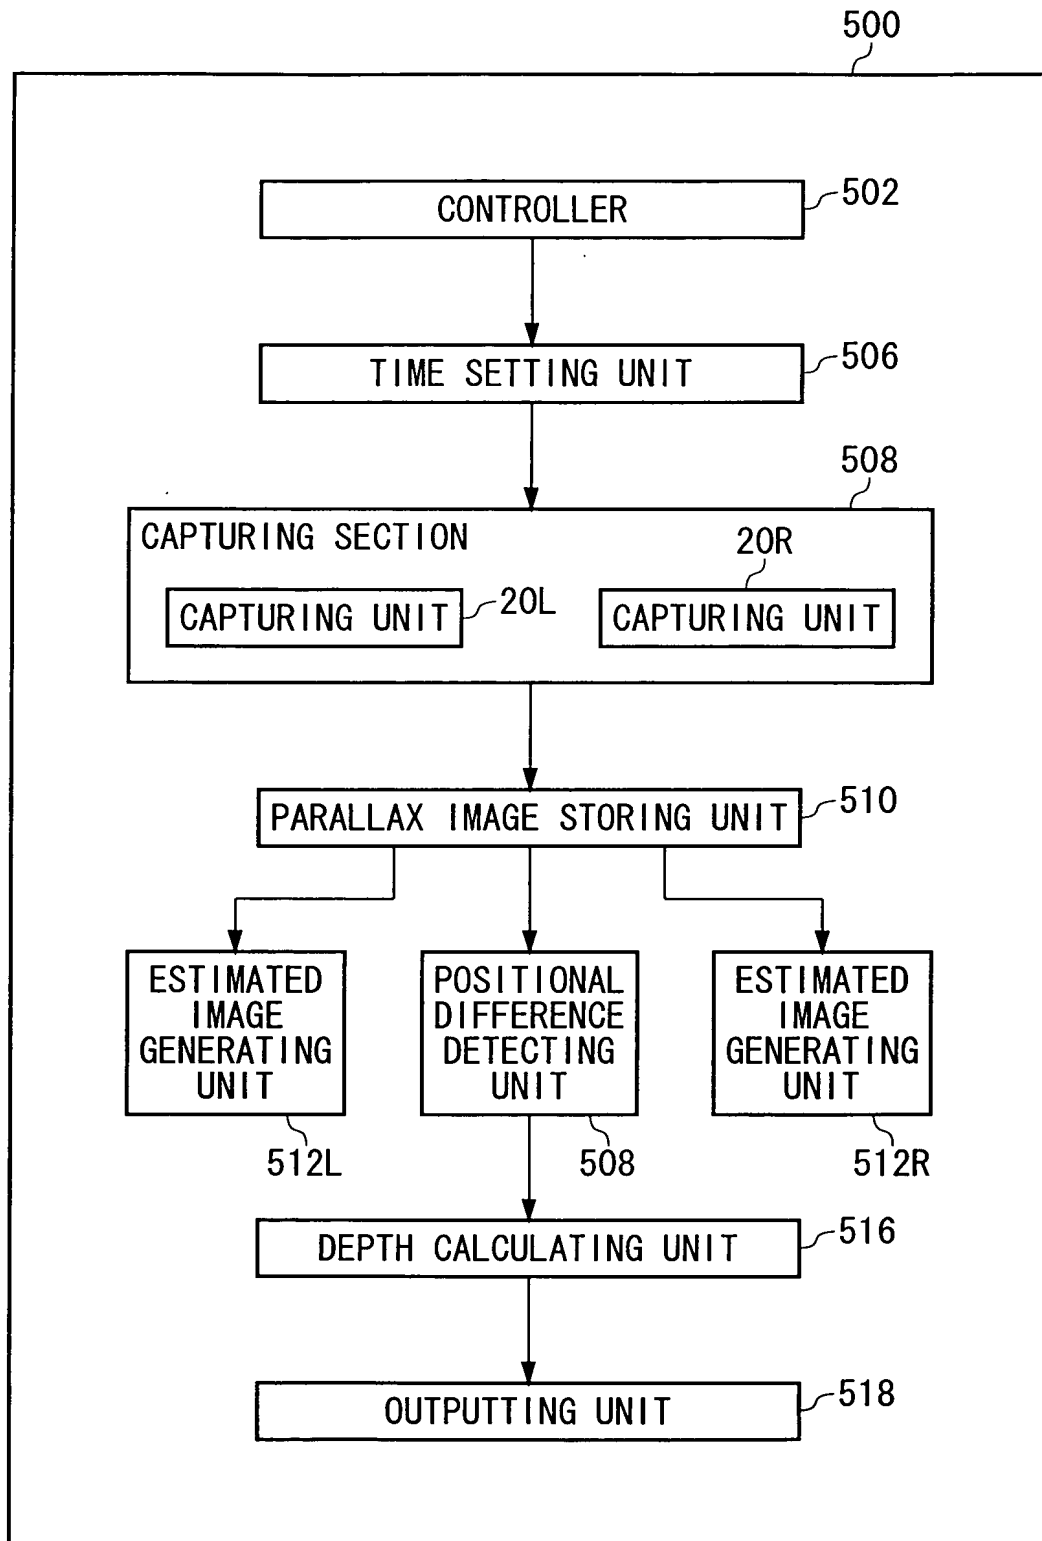 500
CONTROLLER
502
TIME SETTING UNIT
506
508
CAPTURING SECTION
20R
CAPTURING UNIT
20L
CAPTURING UNIT
PARALLAX IMAGE STORING UNIT
510
ESTIMATED
IMAGE
GENERATING
UNIT
512L
POSITIONAL
DIFFERENCE
DETECTING
UNIT
508
ESTIMATED
IMAGE
GENERATING
UNIT
512R
DEPTH CALCULATING UNIT
516
OUTPUTTING UNIT
518